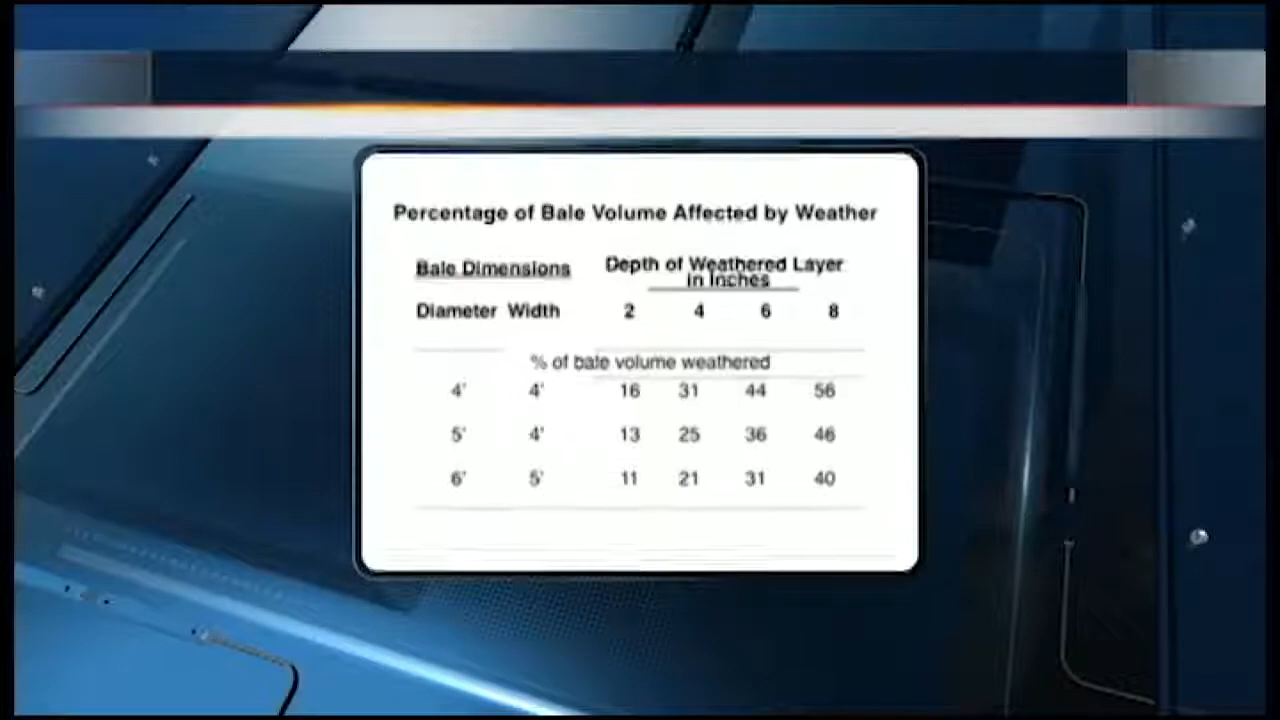 Percentage of Bale Volume Affected by Weather
Bale Dimensions Depth of Weathered Layer
in Inches
Diameter Width 2 4 6 8
% of bale volume weathered
4' 4' 16 31 44 56
5' 4' 13 25 36 46
6' 5' 11 21 31 40